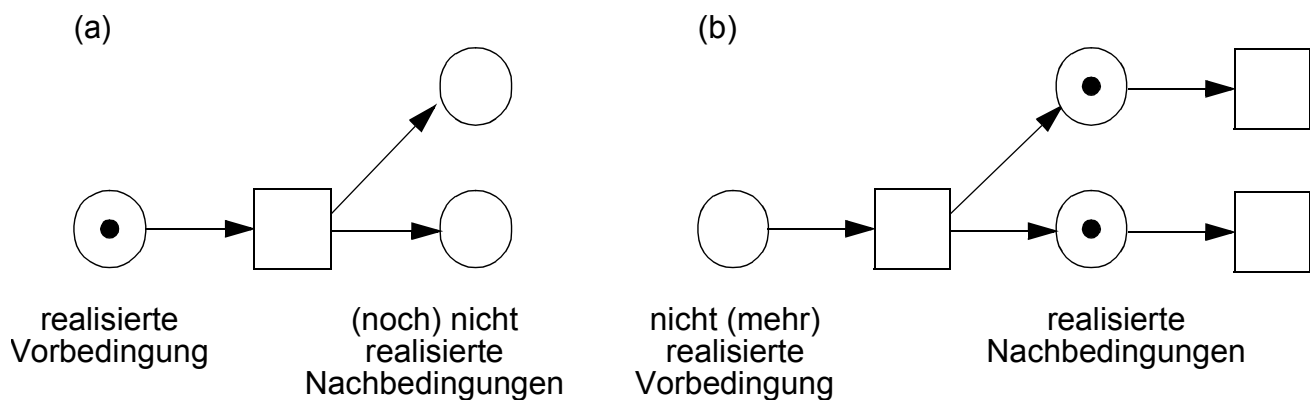 (a)
(b)
realisierte
Vorbedingung
(noch) nicht
realisierte
Nachbedingungen
nicht (mehr)
realisierte
Vorbedingung
realisierte
Nachbedingungen